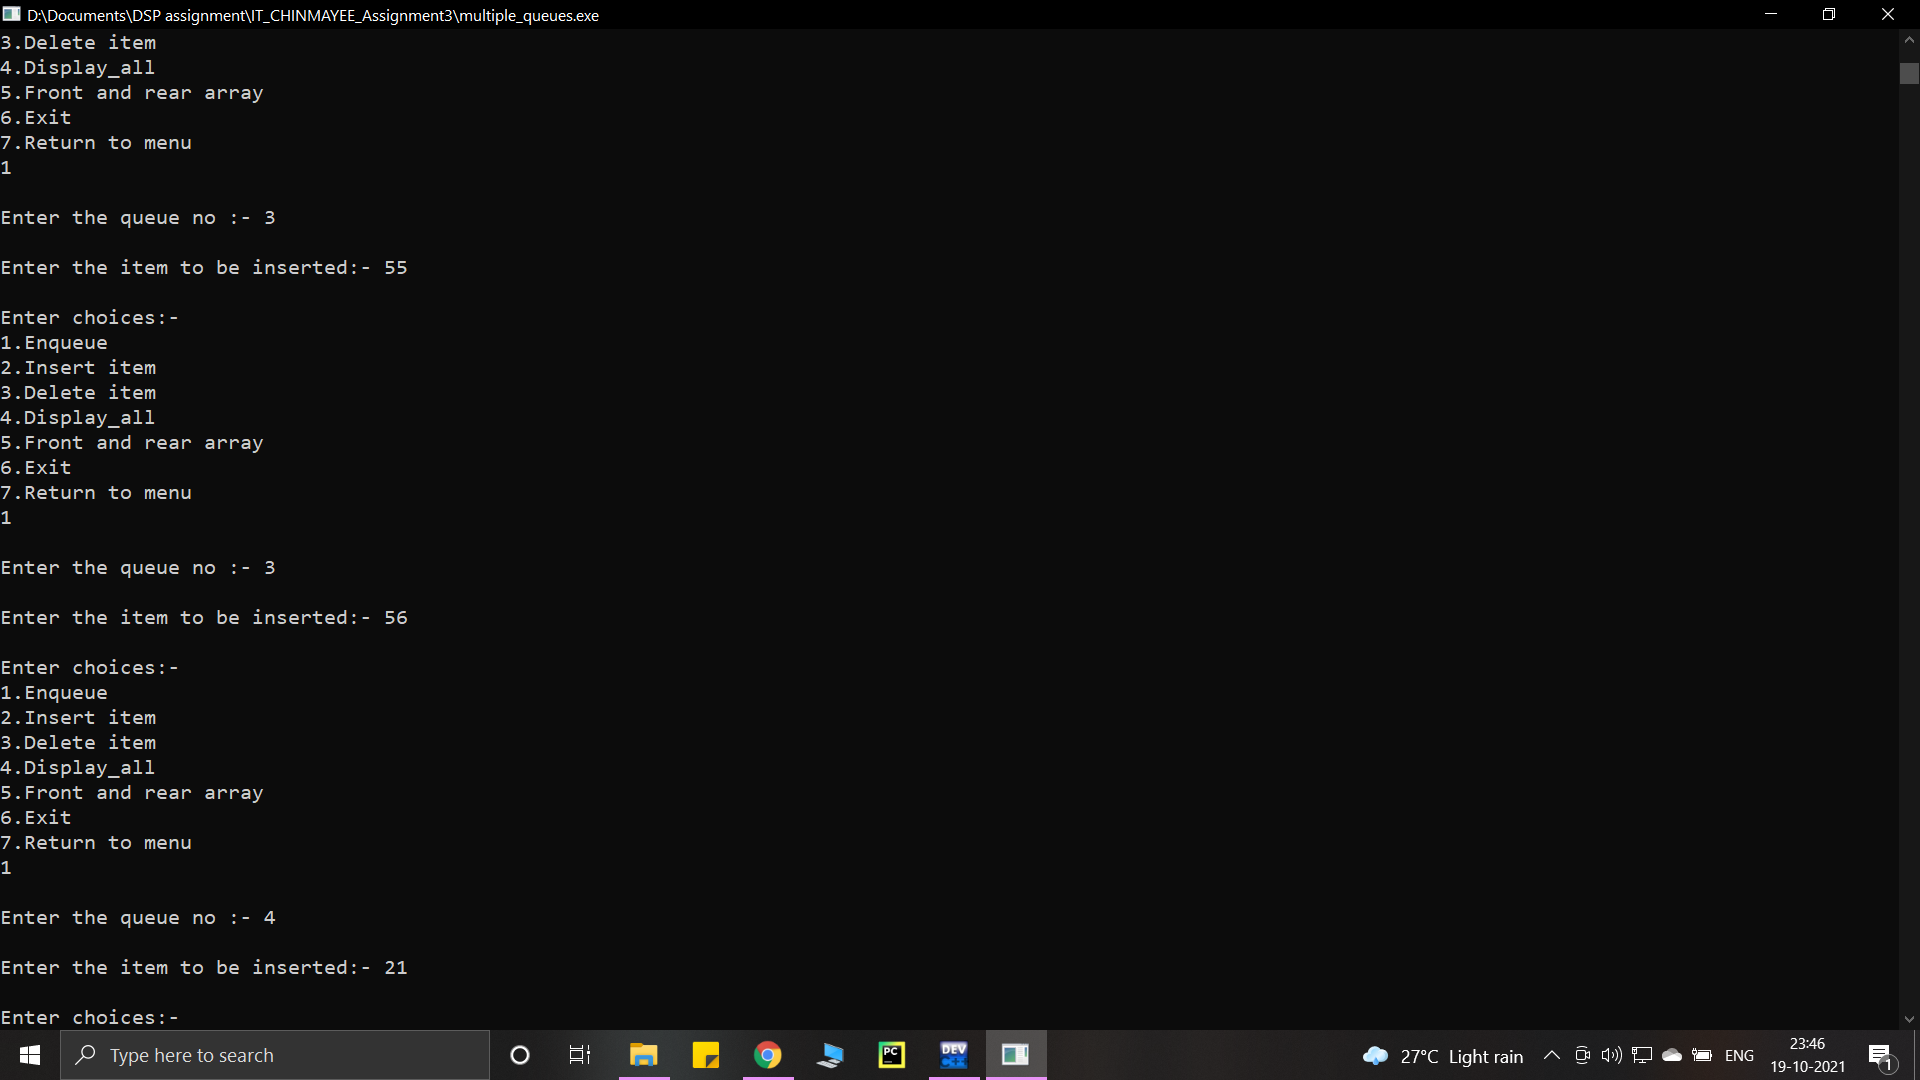 D:\Documents\DSP assignment\IT_CHINMAYEE_Assignment3\multiple_queues.exe
3.Delete item
4.Display_all
5.Front and rear array
6.Exit
7.Return to menu
1
Enter the queue no :- 3
Enter the item to be inserted:- 55
Enter choices:-
1.Enqueue
2.Insert item
3.Delete item
4.Display_all
5.Front and rear array
6.Exit
7.Return to menu
1
Enter the queue no :- 3
Enter the item to be inserted:- 56
Enter choices:-
1.Enqueue
2.Insert item
3.Delete item
4.Display_all
5.Front and rear array
6.Exit
7.Return to menu
1
Enter the queue no :- 4
Enter the item to be inserted:- 21
Enter choices:-
Type here to search
PC
DEV
C++
27°C Light rain
ENG
23:46
19-10-2021
1